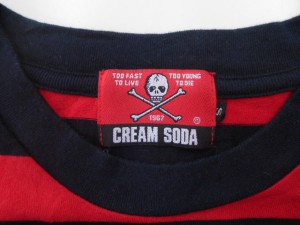 TOO FAST TOO YOUNG
TO LIVE TO DIE
1967
CREAM SODA
S